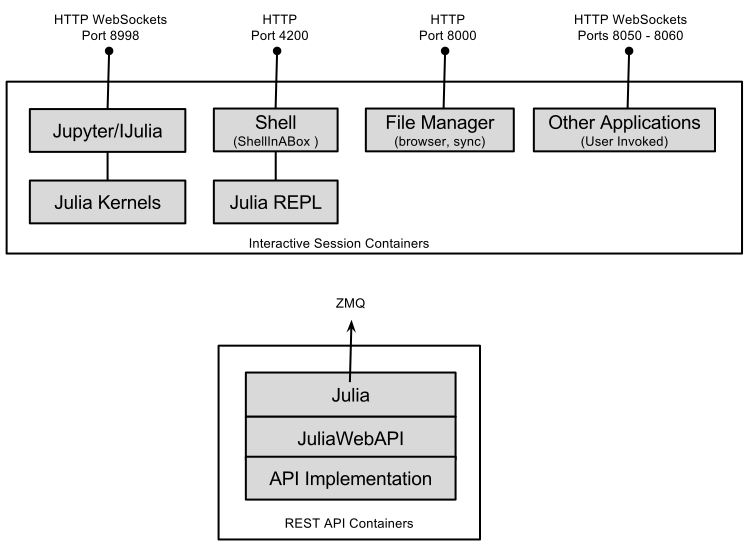 HTTP WebSockets
Port 8998
HTTP
Port 4200
HTTP
Port 8000
HTTP WebSockets
Ports 8050 - 8060
Jupyter/IJulia
Shell
(ShellInABox )
File Manager
(browser, sync)
Other Applications
(User Invoked)
Julia Kernels
Julia REPL
Interactive Session Containers
ZMQ
Julia
JuliaWebAPI
API Implementation
REST API Containers